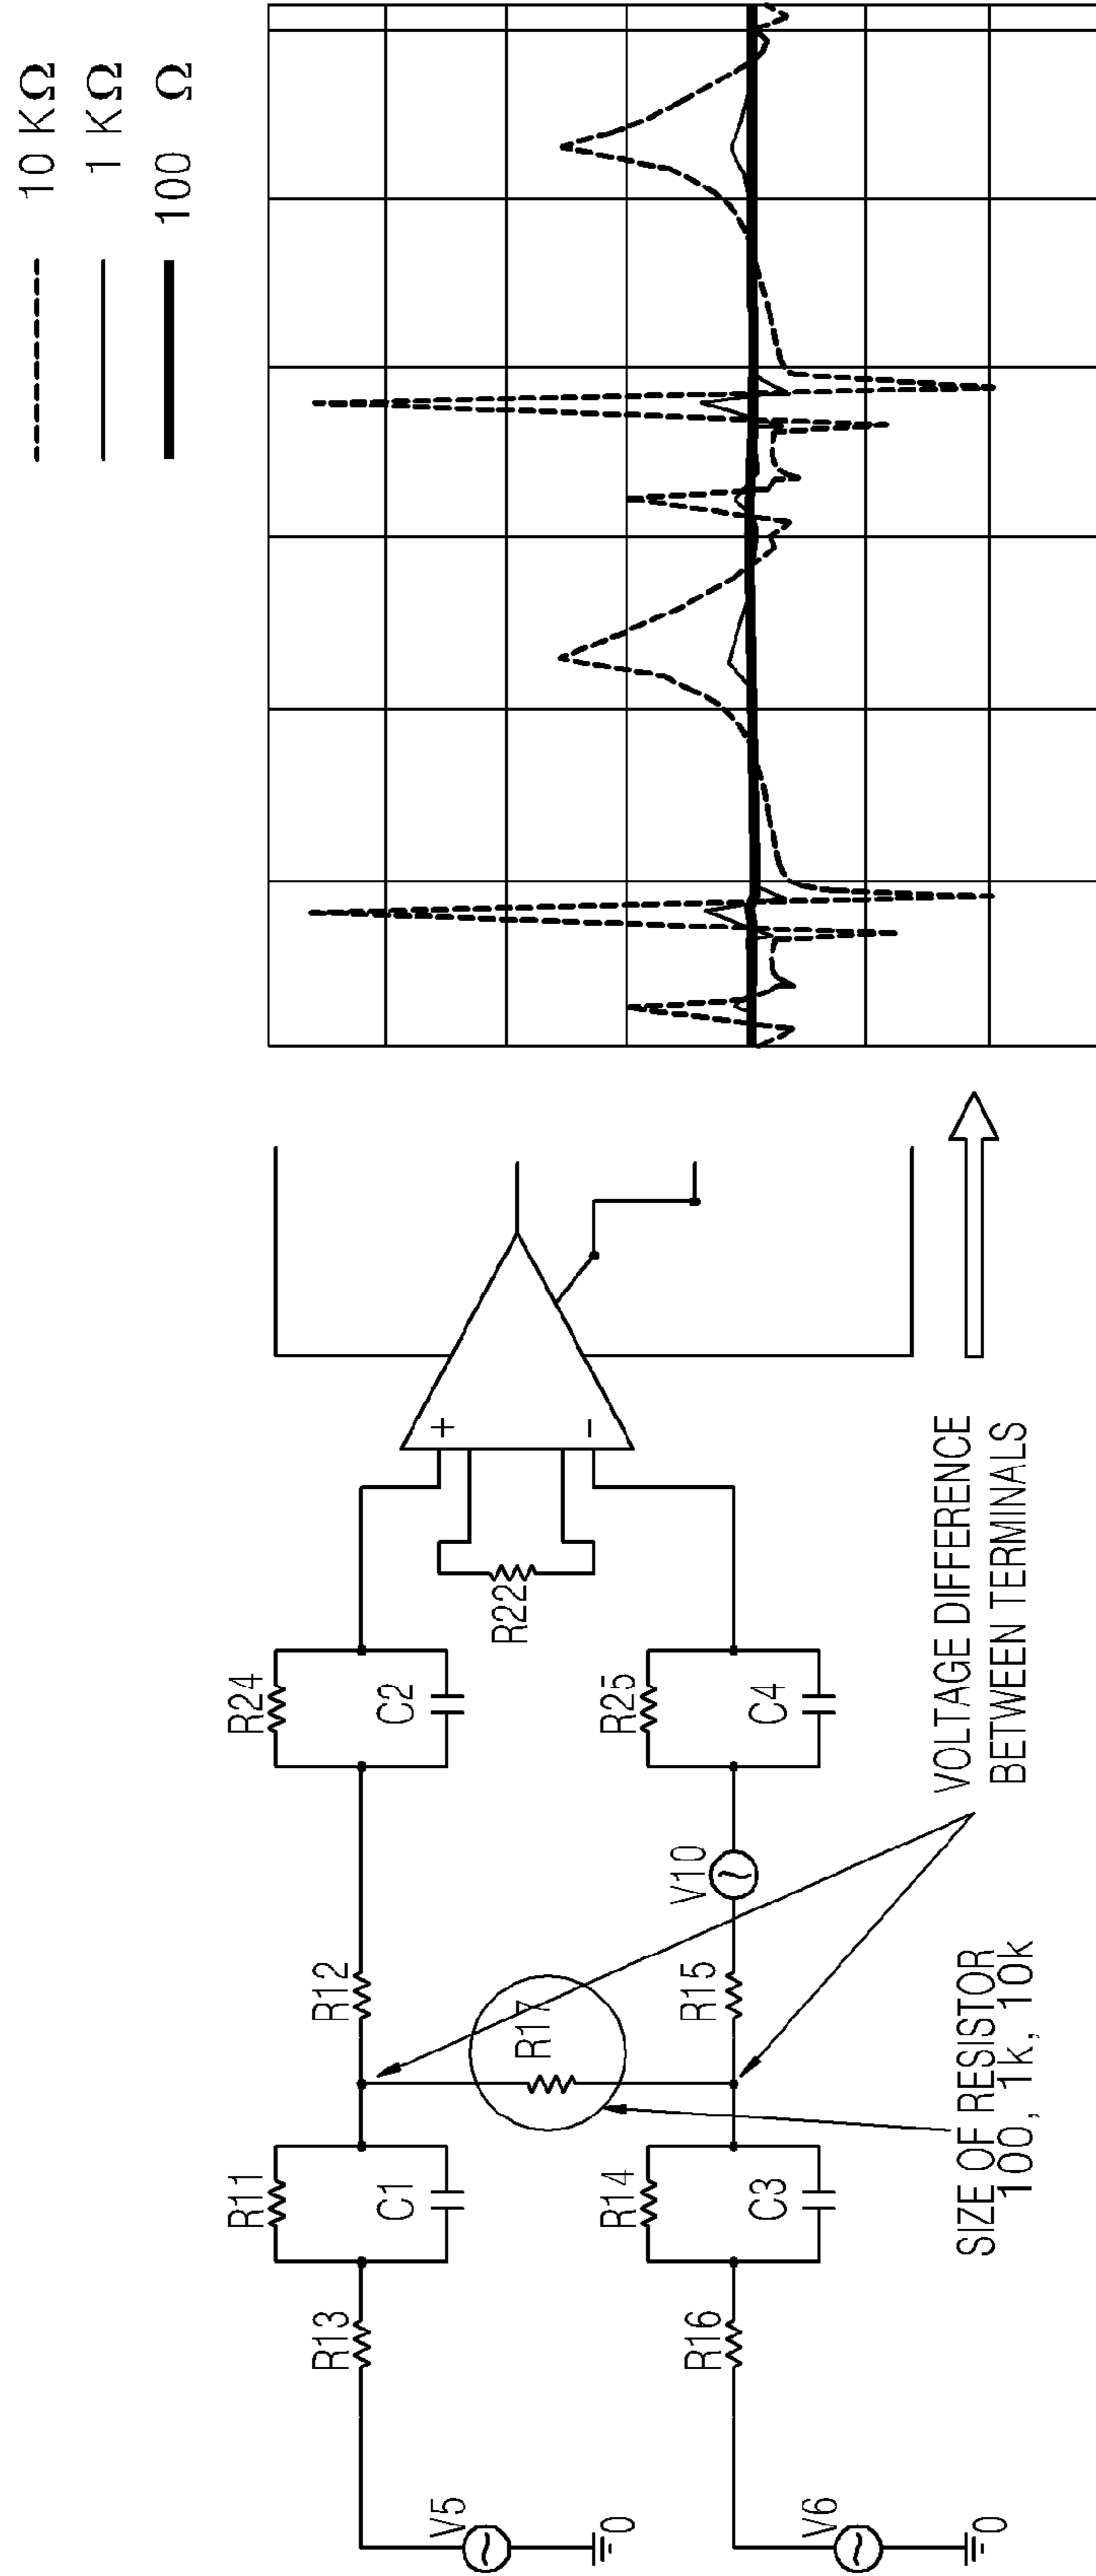 10 KΩ
1 KΩ
100 Ω
+
−
R22
R24
C2
R25
C4
V10
R12
R17
R15
VOLTAGE DIFFERENCE
BETWEEN TERMINALS
R11
C1
R14
C3
SIZE OF RESISTOR
100, 1k, 10k
R13
R16
V5
0
V6
0